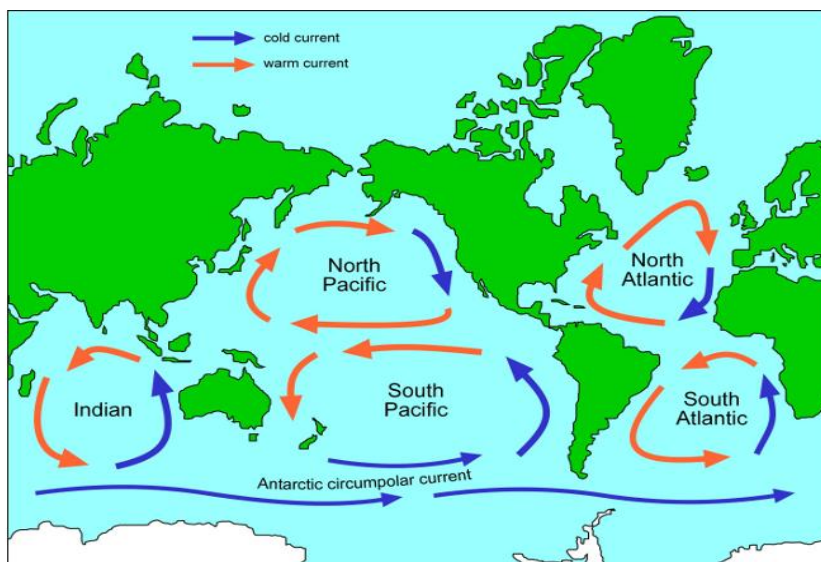 cold current
warm current
North
Pacific
North
Atlantic
Indian
South
Pacific
South
Atlantic
Antarctic circumpolar current